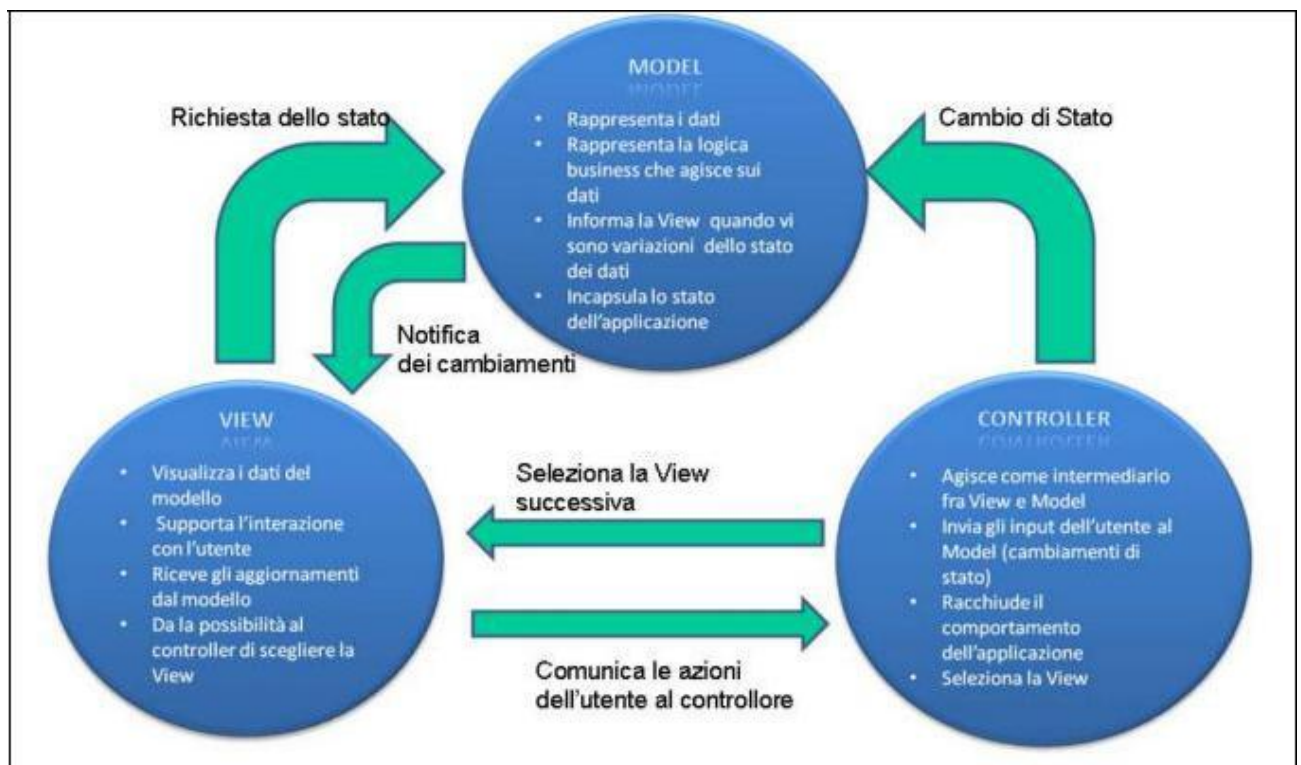 MODEL
• Rappresenta i dati
• Rappresenta la logica
business che agisce sui
dati
• Informa la View quando vi
sono variazioni dello stato
dei dati
• Incapsula lo stato
dell'applicazione
Richiesta dello stato
Cambio di Stato
Notifica
dei cambiamenti
VIEW
• Visualizza i dati del
modello
• Supporta l'interazione
con l'utente
• Riceve gli aggiornamenti
dal modello
• Da la possibilità al
controller di scegliere la
View
Seleziona la View
successiva
Comunica le azioni
dell'utente al controllore
CONTROLLER
• Agisce come intermediario
fra View e Model
• Invia gli input dell'utente al
Model (cambiamenti di
stato)
• Racchiude il
comportamento
dell'applicazione
• Seleziona la View